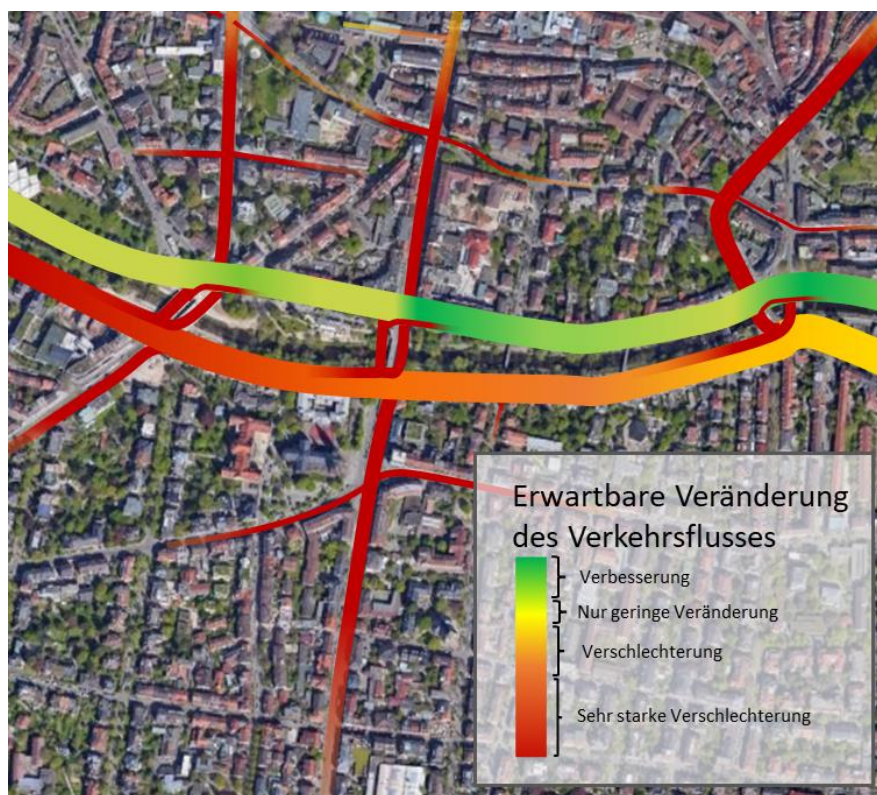 Erwartbare Veränderung
des Verkehrsflusses
Verbesserung
Nur geringe Veränderung
Verschlechterung
Sehr starke Verschlechterung